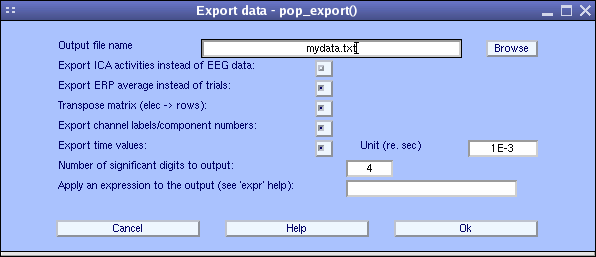 Export data - pop_export()
Output file name mydata.txt Browse
Export ICA activities instead of EEG data:
Export ERP average instead of trials:
Transpose matrix (elec -> rows):
Export channel labels/component numbers:
Export time values: Unit (re. sec) 1E-3
Number of significant digits to output: 4
Apply an expression to the output (see 'expr' help):
Cancel Help Ok